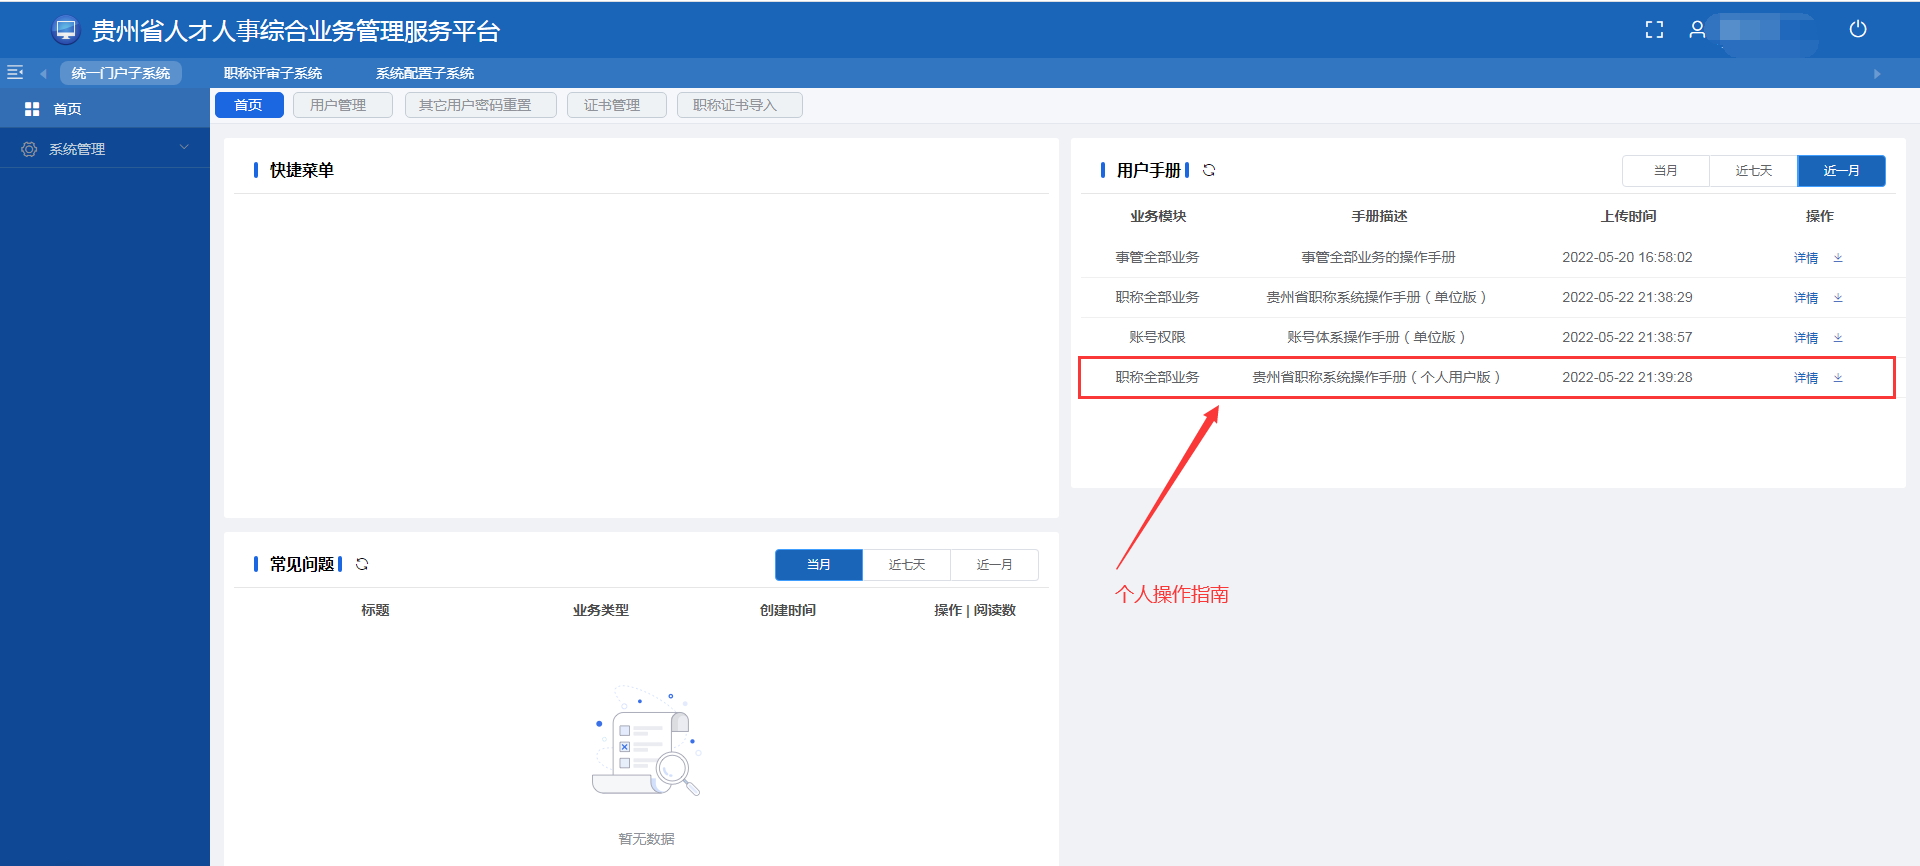 贵州省人才人事综合业务管理服务平台
统一门户子系统 职称评审子系统 系统配置子系统
首页
系统管理
首页 用户管理 其它用户密码重置 证书管理 职称证书导入
快捷菜单
用户手册 当月 近七天 近一月
业务模块 手册描述 上传时间 操作
事管全部业务 事管全部业务的操作手册 2022-05-20 16:58:02 详情
职称全部业务 贵州省职称系统操作手册（单位版） 2022-05-22 21:38:29 详情
账号权限 账号体系操作手册（单位版） 2022-05-22 21:38:57 详情
职称全部业务 贵州省职称系统操作手册（个人用户版） 2022-05-22 21:39:28 详情
个人操作指南
常见问题 当月 近七天 近一月
标题 业务类型 创建时间 操作 | 阅读数
暂无数据